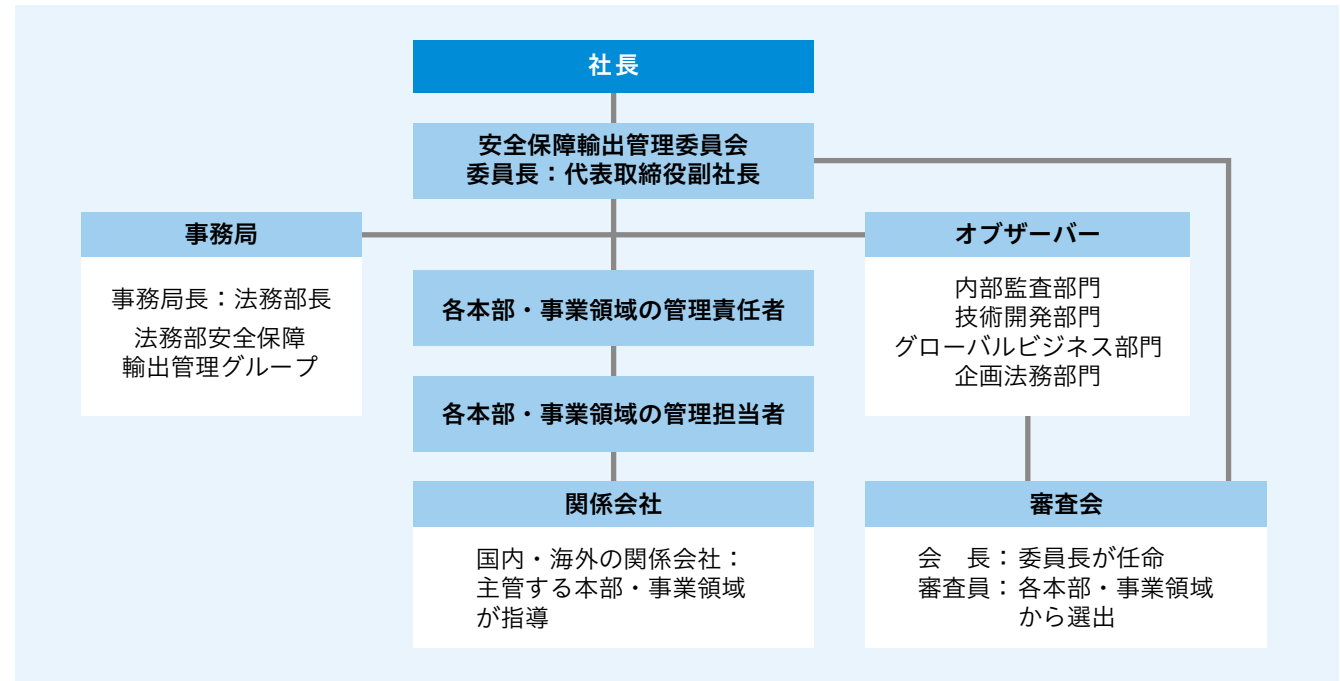 社長
安全保障輸出管理委員会
委員長：代表取締役副社長
事務局
事務局長：法務部長
法務部安全保障
輸出管理グループ
オブザーバー
内部監査部門
技術開発部門
グローバルビジネス部門
企画法務部門
各本部・事業領域の管理責任者
各本部・事業領域の管理担当者
関係会社
国内・海外の関係会社：
主管する本部・事業領域
が指導
審査会
会　長：委員長が任命
審査員：各本部・事業領域
から選出